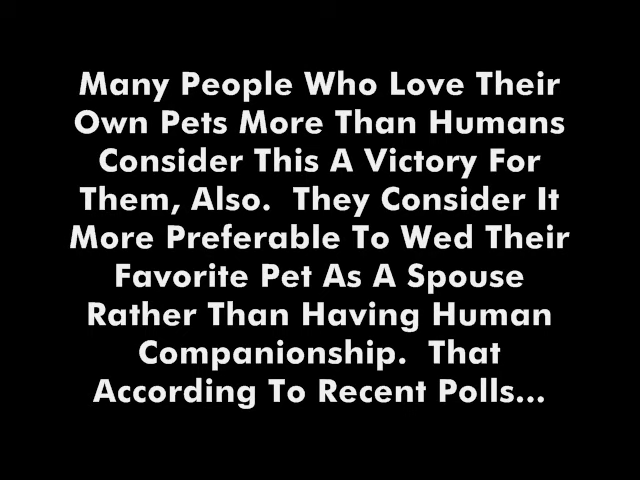 Many People Who Love Their
Own Pets More Than Humans
Consider This A Victory For
Them, Also.  They Consider It
More Preferable To Wed Their
Favorite Pet As A Spouse
Rather Than Having Human
Companionship.  That
According To Recent Polls...